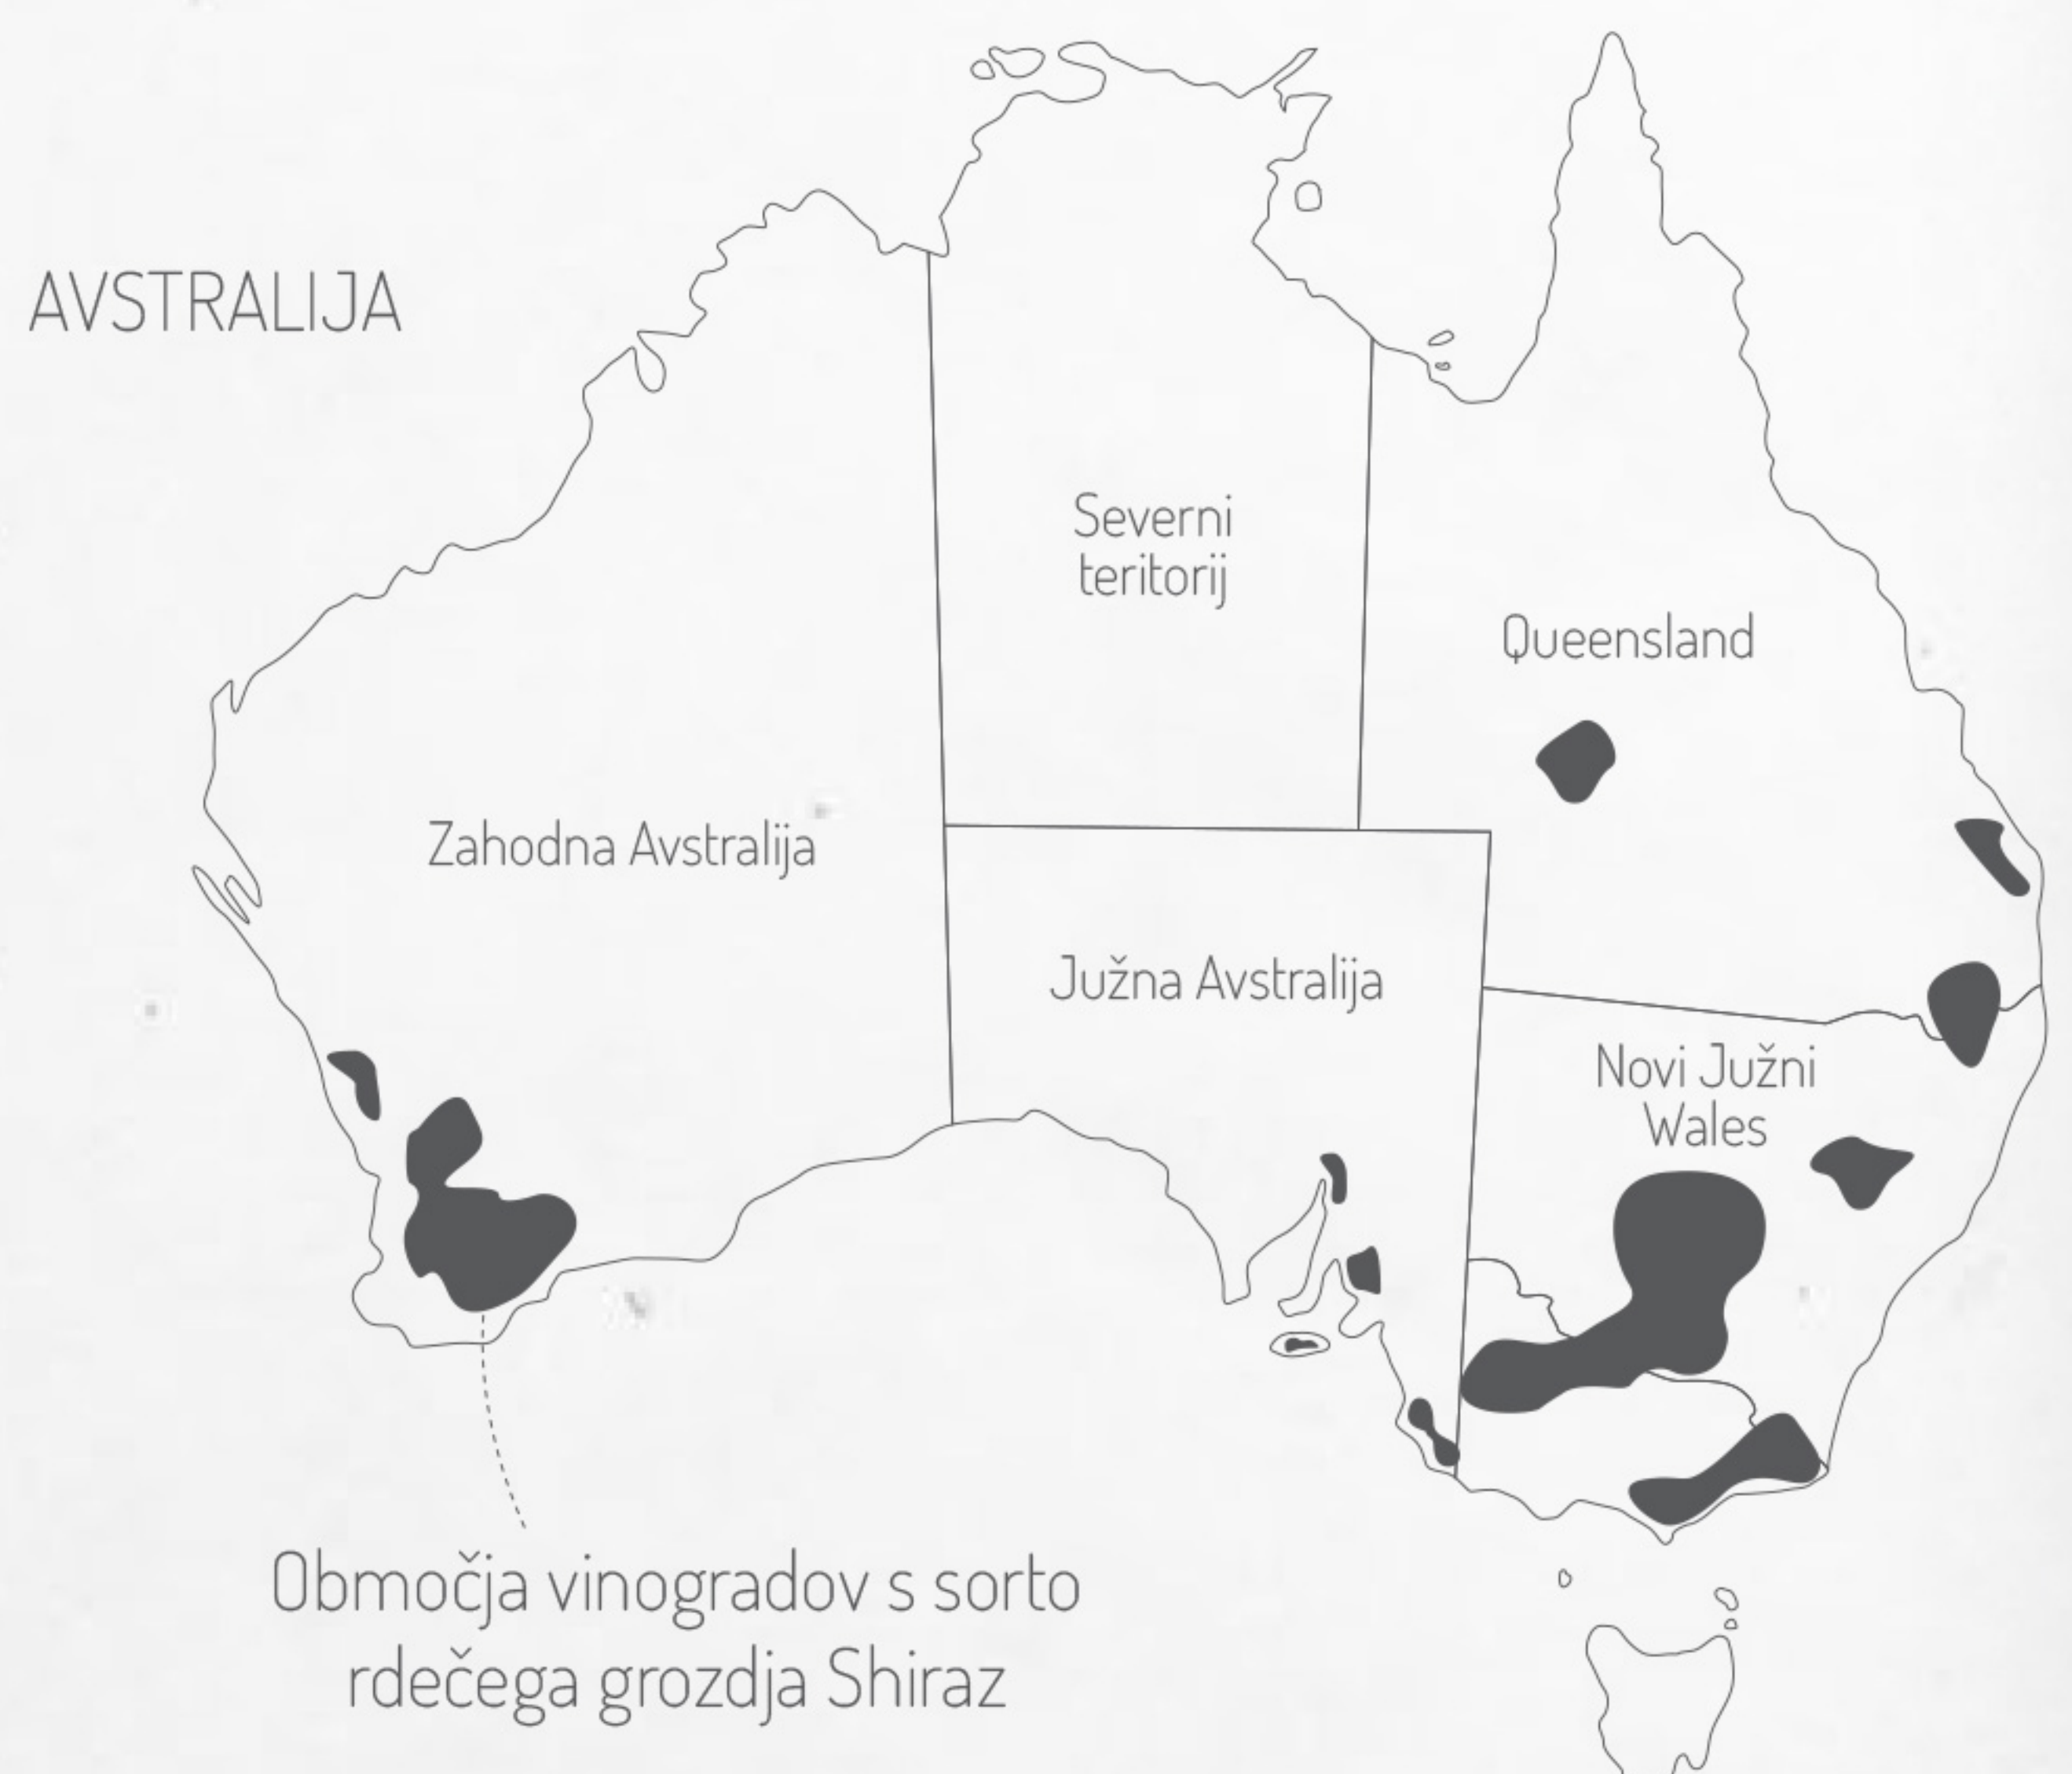 AVSTRALIJA
Severni
teritorij
Queensland
Zahodna Avstralija
Južna Avstralija
Novi Južni
Wales
Območja vinogradov s sorto
rdečega grozdja Shiraz